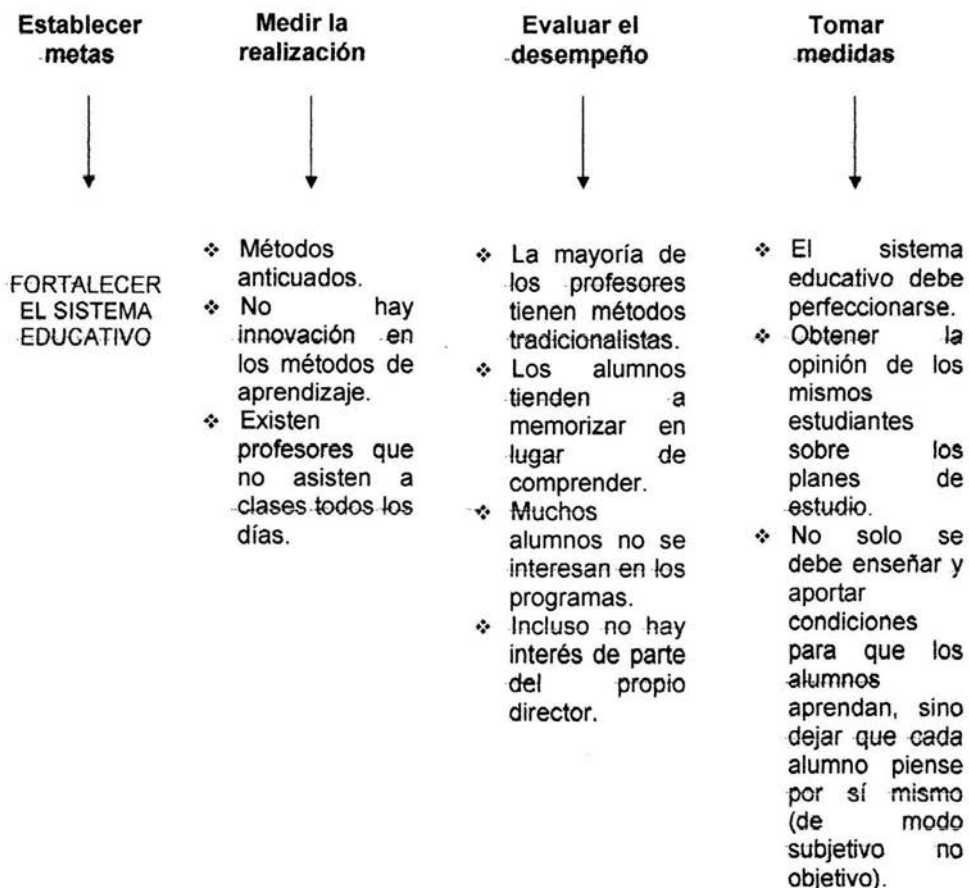 Establecer
metas
Medir la
realización
Evaluar el
desempeño
Tomar
medidas
FORTALECER
EL SISTEMA
EDUCATIVO
❖ Métodos
anticuados.
❖ No hay
innovación en
los métodos de
aprendizaje.
❖ Existen
profesores que
no asisten a
clases todos los
días.
❖ La mayoría de
los profesores
tienen métodos
tradicionalistas.
❖ Los alumnos
tienden a
memorizar en
lugar de
comprender.
❖ Muchos
alumnos no se
interesan en los
programas.
❖ Incluso no hay
interés de parte
del propio
director.
❖ El sistema
educativo debe
perfeccionarse.
❖ Obtener la
opinión de los
mismos
estudiantes
sobre los
planes de
estudio.
❖ No solo se
debe enseñar y
aportar
condiciones
para que los
alumnos
aprendan, sino
dejar que cada
alumno piense
por sí mismo
(de modo
subjetivo no
objetivo).